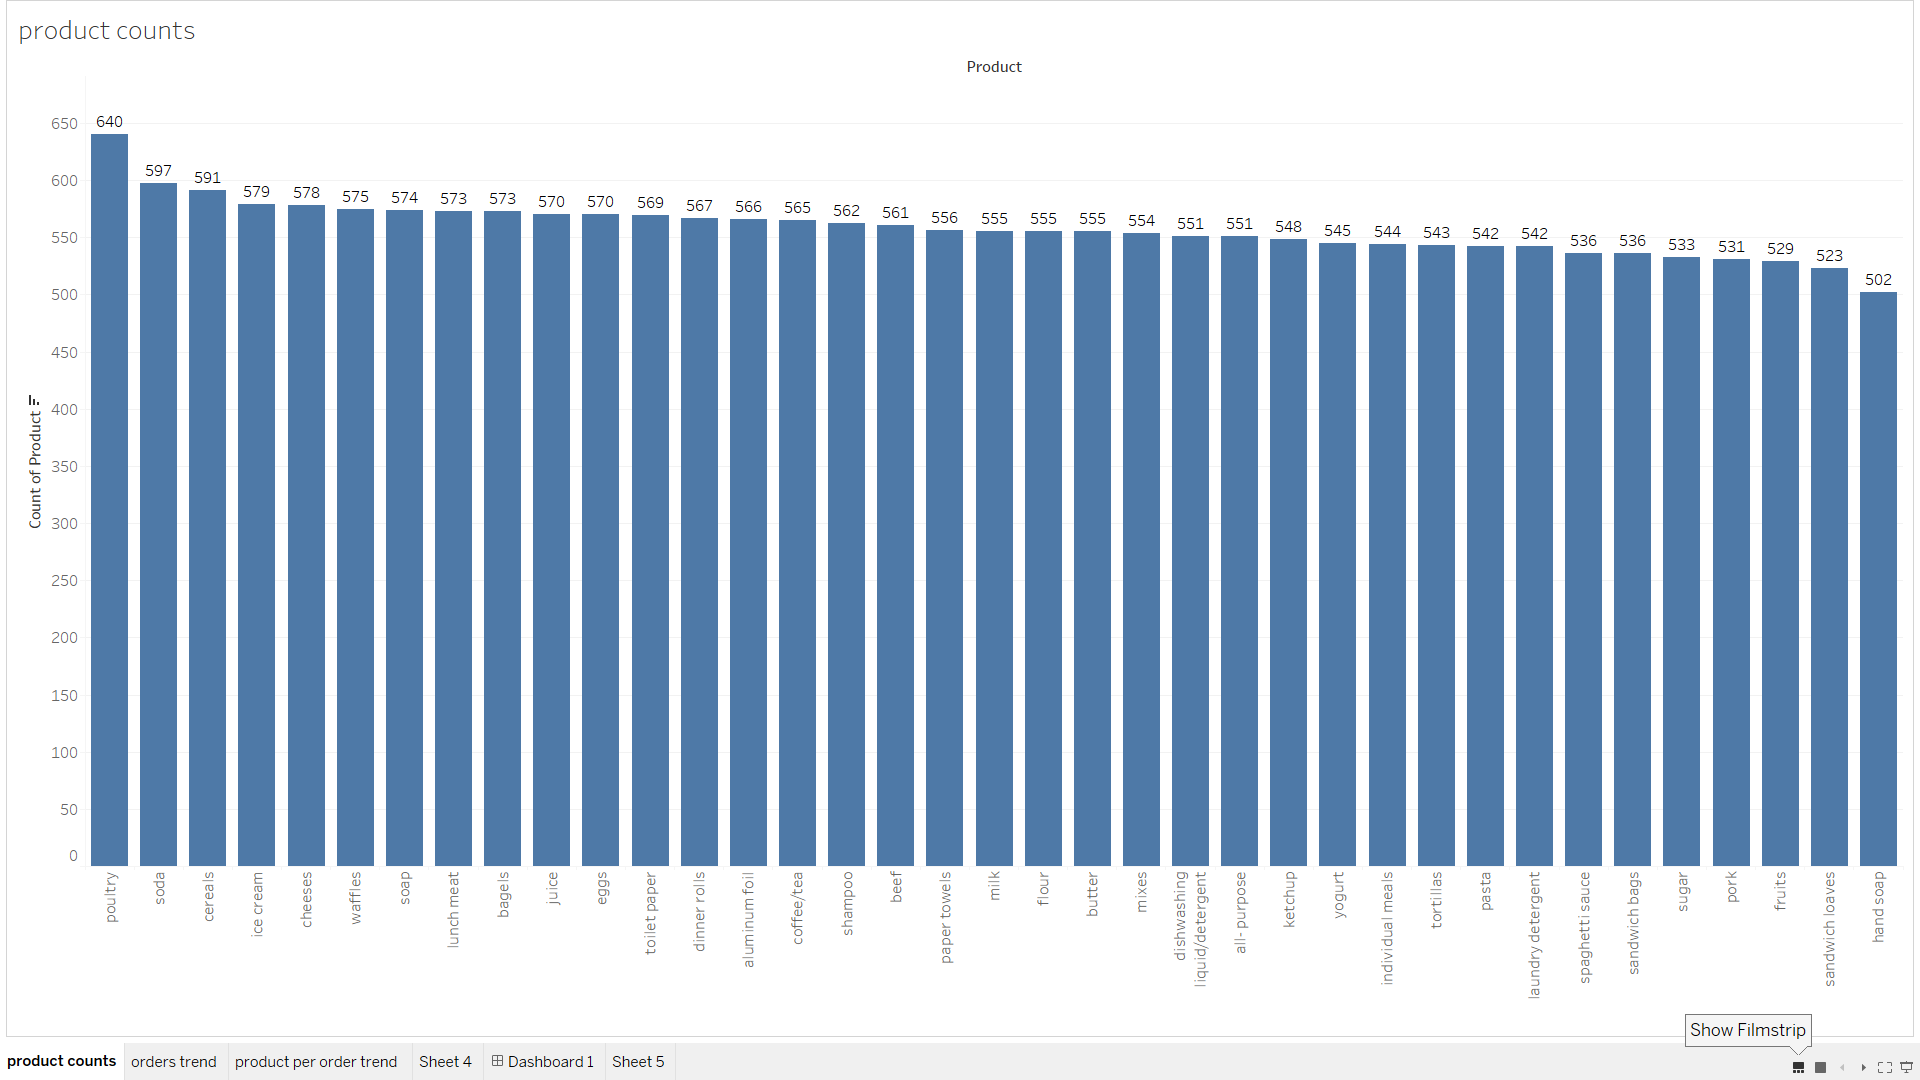 product counts
Product
650
600
550
500
450
400
350
300
250
200
150
100
50
0
Count of Product
640
597
591
579
578
575
574
573
573
570
570
569
567
566
565
562
561
556
555
555
555
554
551
551
548
545
544
543
542
542
536
536
533
531
529
523
502
poultry
soda
cereals
ice cream
cheeses
waffles
soap
lunch meat
bagels
juice
eggs
toilet paper
dinner rolls
aluminum foil
coffee/tea
shampoo
beef
paper towels
milk
flour
butter
mixes
dishwashing
liquid/detergent
all- purpose
ketchup
yogurt
individual meals
tortillas
pasta
laundry detergent
spaghetti sauce
sandwich bags
sugar
pork
fruits
sandwich loaves
hand soap
Show Filmstrip
product counts orders trend product per order trend Sheet 4 Dashboard 1 Sheet 5